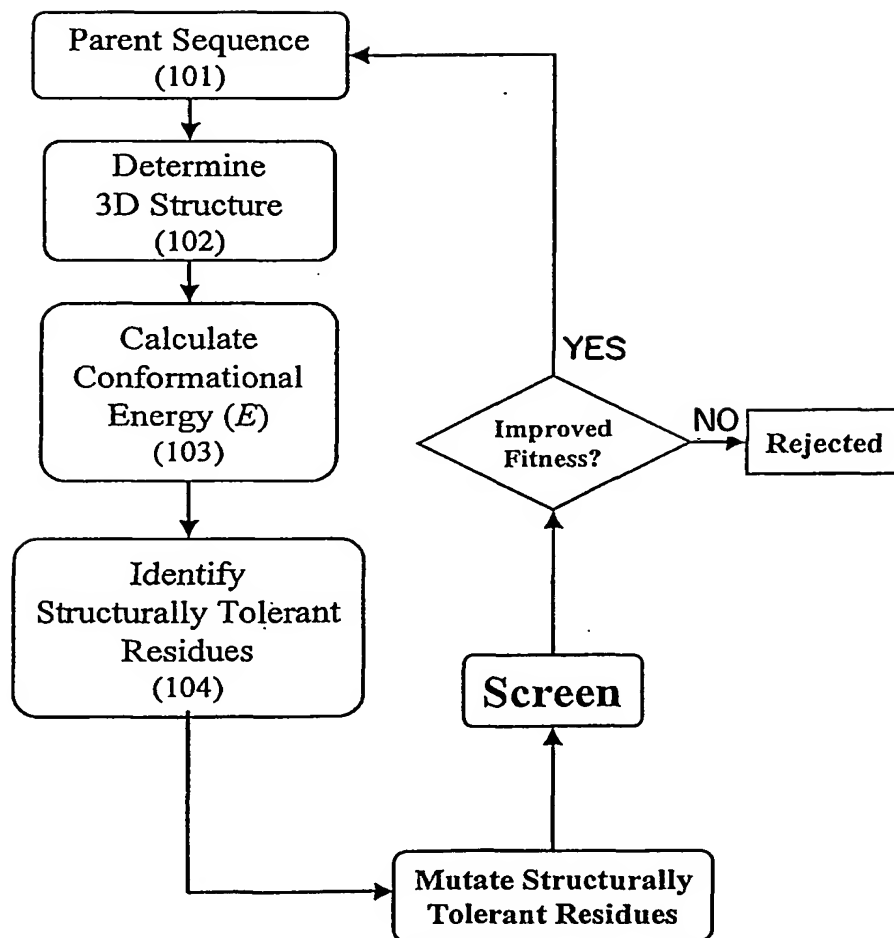 Parent Sequence
(101)
Determine
3D Structure
(102)
Calculate
Conformational
Energy (E)
(103)
Identify
Structurally Tolerant
Residues
(104)
Mutate Structurally
Tolerant Residues
Screen
Improved
Fitness?
YES
NO
Rejected